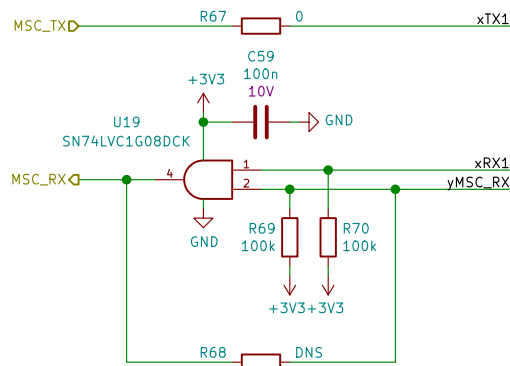 MSC_TX
R67
0
xTX1
C59
100n
10V
+3V3
GND
U19
SN74LVC1G08DCK
MSC_RX
4
1
xRX1
2
yMSC_RX
GND
R69
100k
R70
100k
+3V3
+3V3
R68
DNS